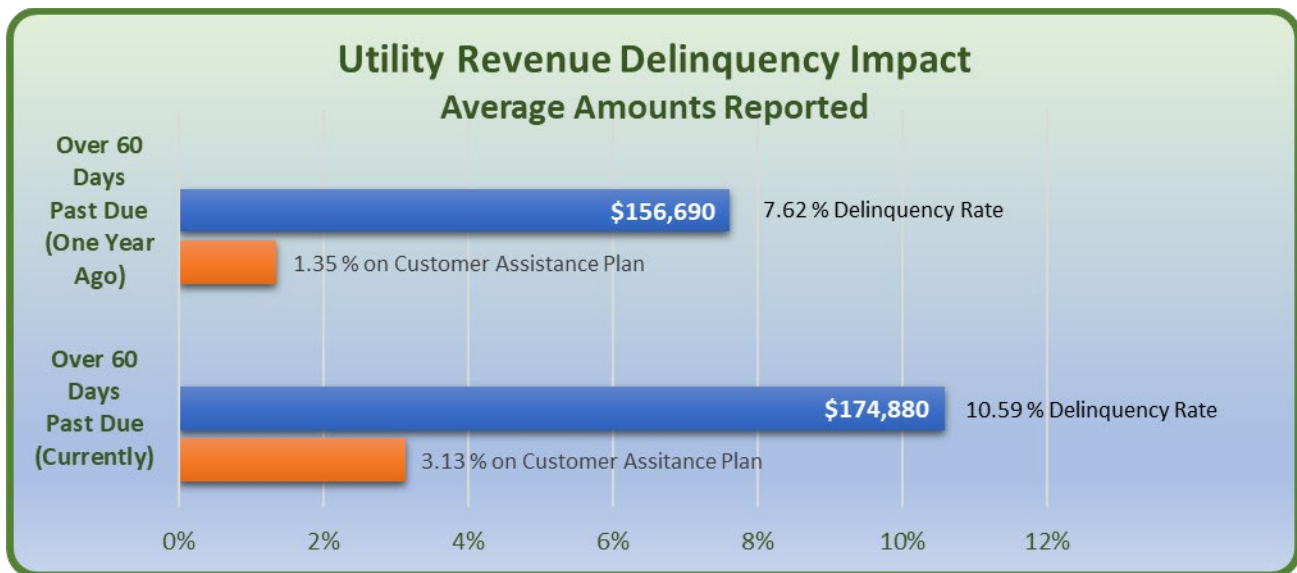 Utility Revenue Delinquency Impact
Average Amounts Reported
Over 60
Days
Past Due
(One Year
Ago)
$156,690
7.62 % Delinquency Rate
1.35 % on Customer Assistance Plan
Over 60
Days
Past Due
(Currently)
$174,880
10.59 % Delinquency Rate
3.13 % on Customer Assitance Plan
0% 2% 4% 6% 8% 10% 12%